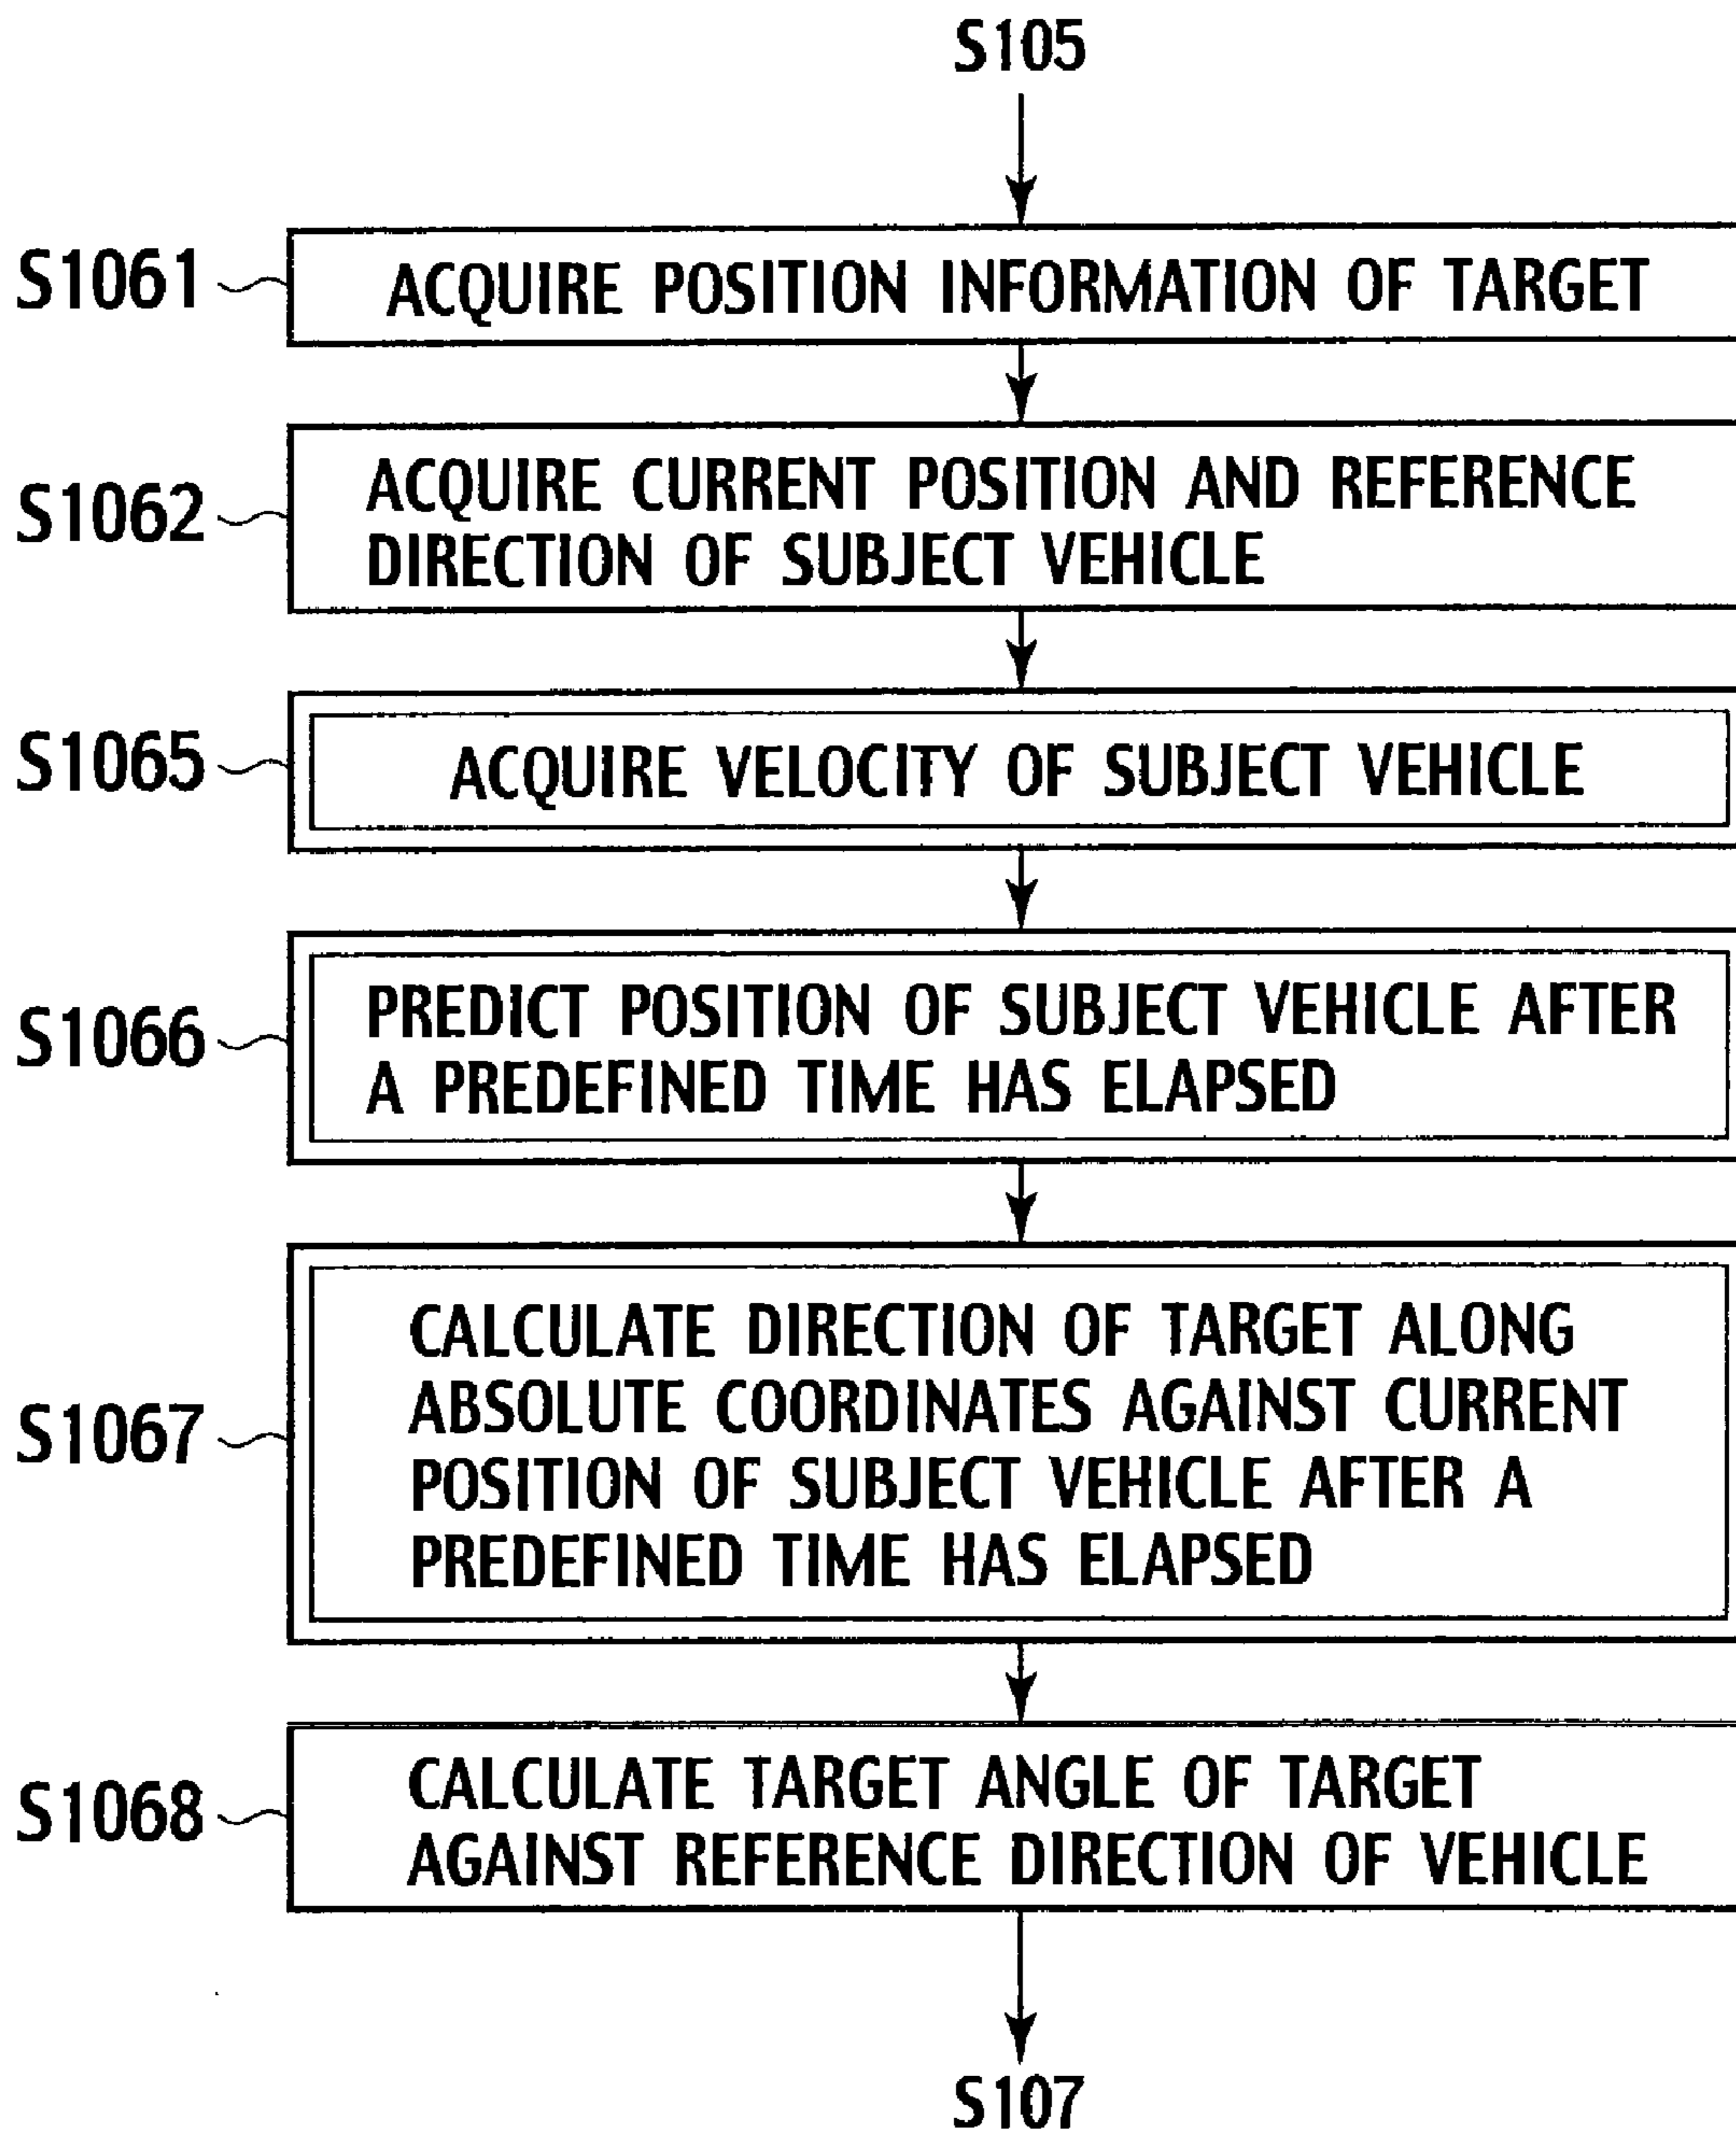 S105
S1061
ACQUIRE POSITION INFORMATION OF TARGET
S1062
ACQUIRE CURRENT POSITION AND REFERENCE
DIRECTION OF SUBJECT VEHICLE
S1065
ACQUIRE VELOCITY OF SUBJECT VEHICLE
S1066
PREDICT POSITION OF SUBJECT VEHICLE AFTER
A PREDEFINED TIME HAS ELAPSED
S1067
CALCULATE DIRECTION OF TARGET ALONG
ABSOLUTE COORDINATES AGAINST CURRENT
POSITION OF SUBJECT VEHICLE AFTER A
PREDEFINED TIME HAS ELAPSED
S1068
CALCULATE TARGET ANGLE OF TARGET
AGAINST REFERENCE DIRECTION OF VEHICLE
S107